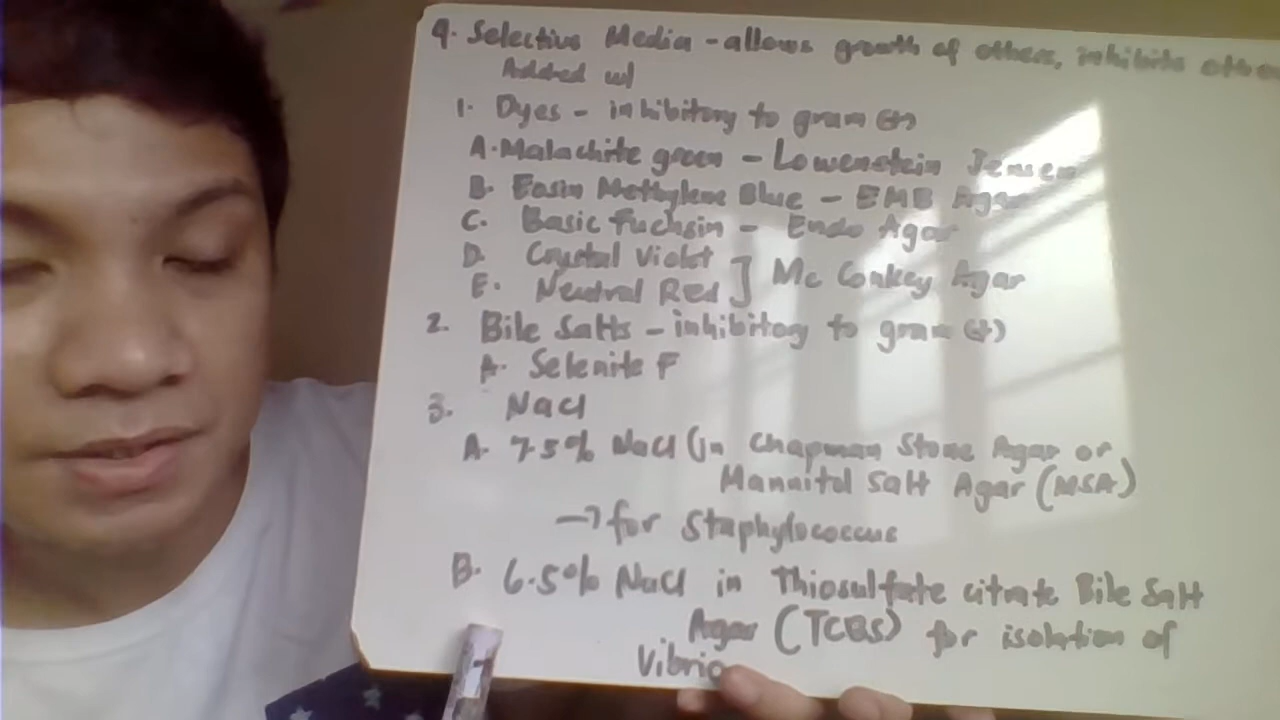 9. Selective Media - allows growth of others, inhibits othe
Added w/
1. Dyes - inhibitory to gram (+)
A. Malachite green - Lowenstein Jensen
B. Eosin Methylene Blue - EMB Agar
C. Basic Fuchsin - Endo Agar
D. Crystal Violet
E. Neutral Red ] Mc Conkey Agar
2. Bile Salts - inhibitory to gram (+)
A. Selenite F
3. NaCl
A. 7.5% NaCl (in Chapman Stone Agar or
Mannitol Salt Agar (MSA)
→ for Staphylococcus
B. 6.5% NaCl in Thiosulfate citrate Bile Salt
Agar (TCBS) for isolation of
Vibrio